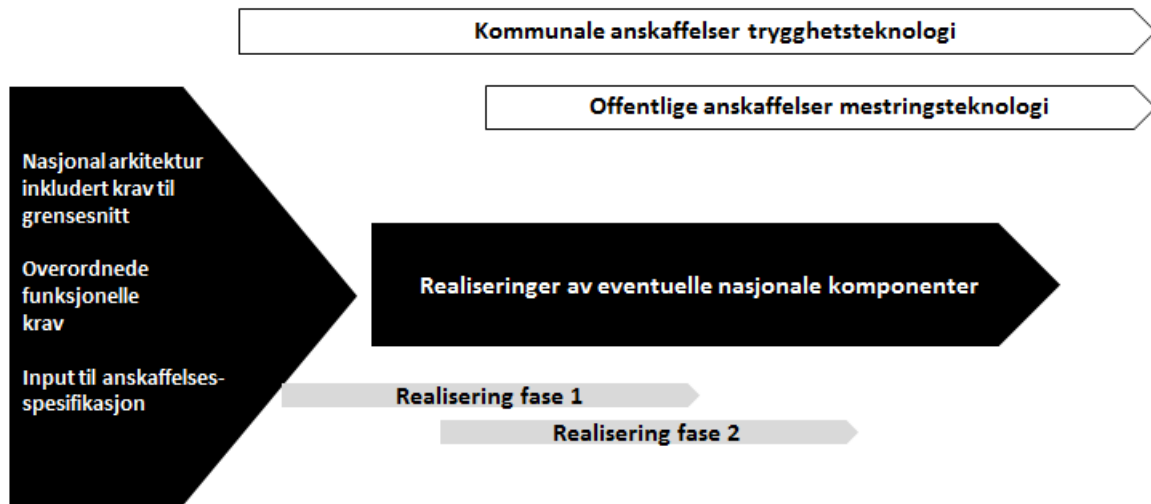 Kommunale anskaffelser trygghetsteknologi
Offentlige anskaffelser mestringsteknologi
Nasjonal arkitektur
inkludert krav til
grensesnitt
Overordnede
funksjonelle
krav
Input til anskaffelses-
spesifikasjon
Realiseringer av eventuelle nasjonale komponenter
Realisering fase 1
Realisering fase 2